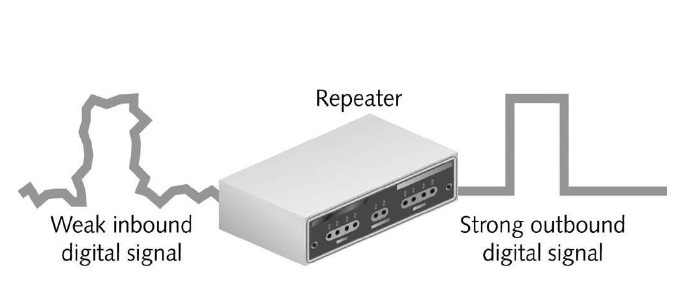 Repeater
Weak inbound
digital signal
Strong outbound
digital signal